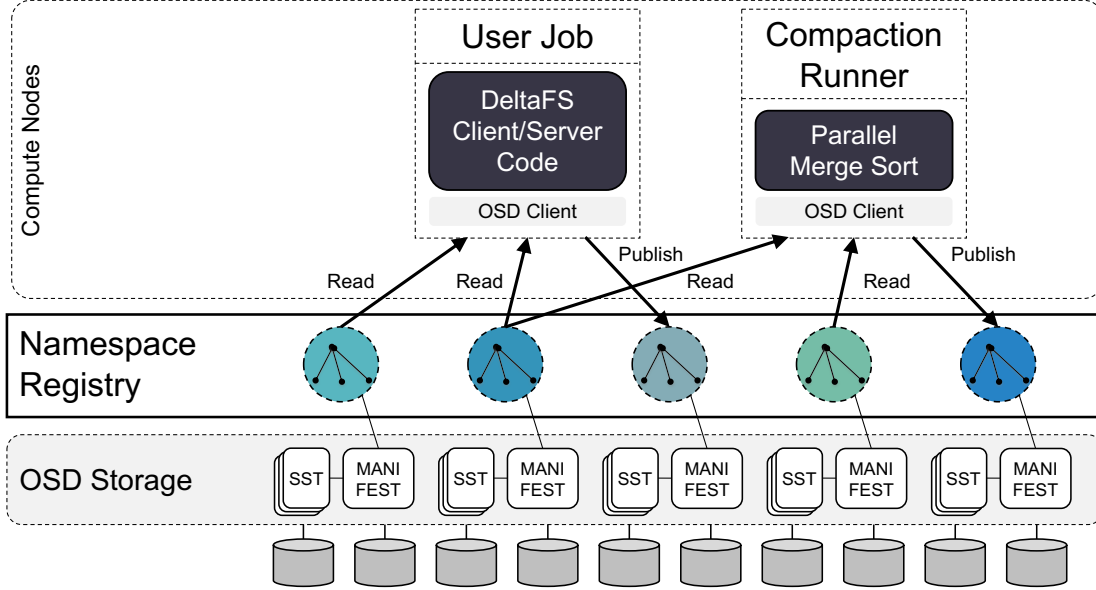 Compute Nodes
User Job
DeltaFS
Client/Server
Code
OSD Client
Compaction
Runner
Parallel
Merge Sort
OSD Client
Read
Read
Publish
Read
Read
Publish
Namespace
Registry
OSD Storage
SST
MANI
FEST
SST
MANI
FEST
SST
MANI
FEST
SST
MANI
FEST
SST
MANI
FEST